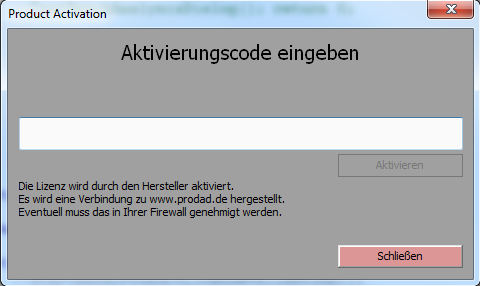 Product Activation
Aktivierungscode eingeben
Aktivieren
Die Lizenz wird durch den Hersteller aktiviert.
Es wird eine Verbindung zu www.prodad.de hergestellt.
Eventuell muss das in Ihrer Firewall genehmigt werden.
Schließen